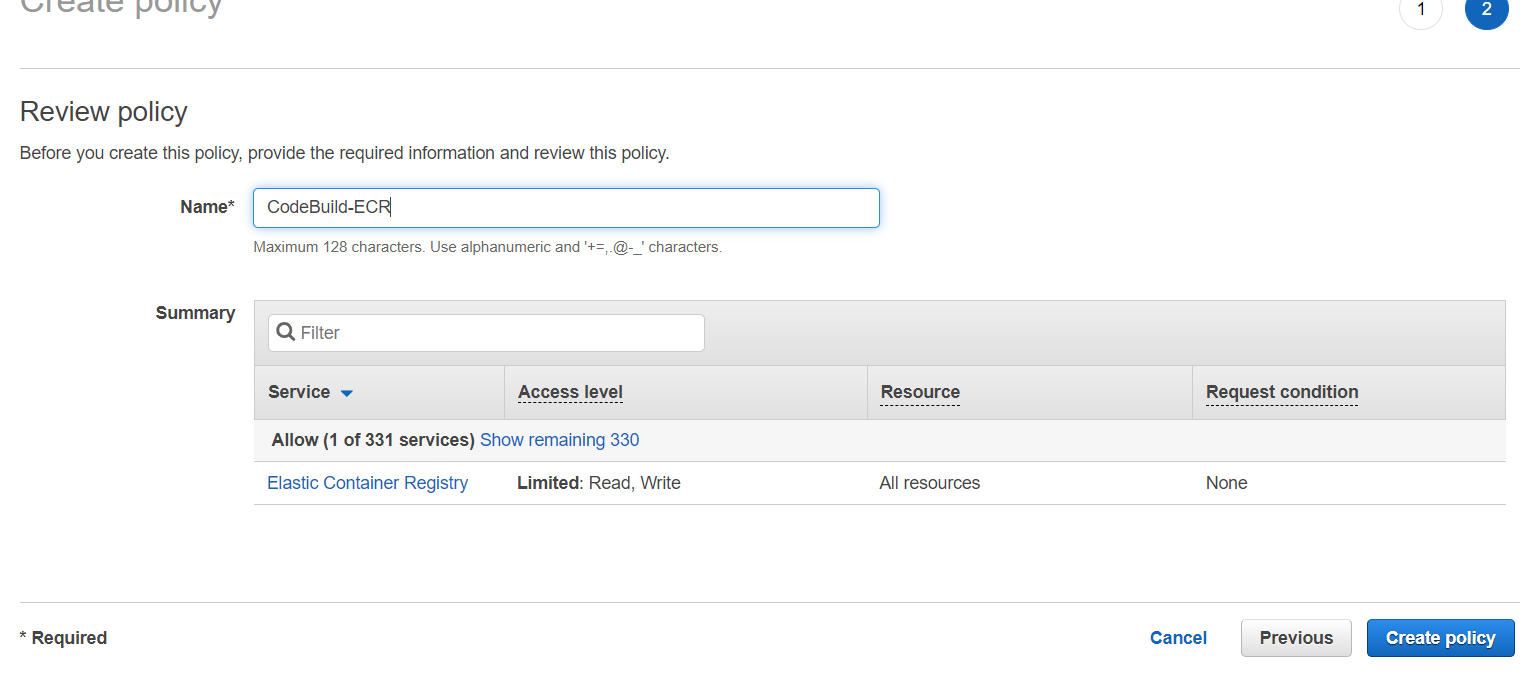 Create policy
1
2
Review policy
Before you create this policy, provide the required information and review this policy.
Name*
CodeBuild-ECR
Maximum 128 characters. Use alphanumeric and '+=,.@-_' characters.
Summary
Filter
Service
Access level
Resource
Request condition
Allow (1 of 331 services) Show remaining 330
Elastic Container Registry
Limited: Read, Write
All resources
None
* Required
Cancel
Previous
Create policy